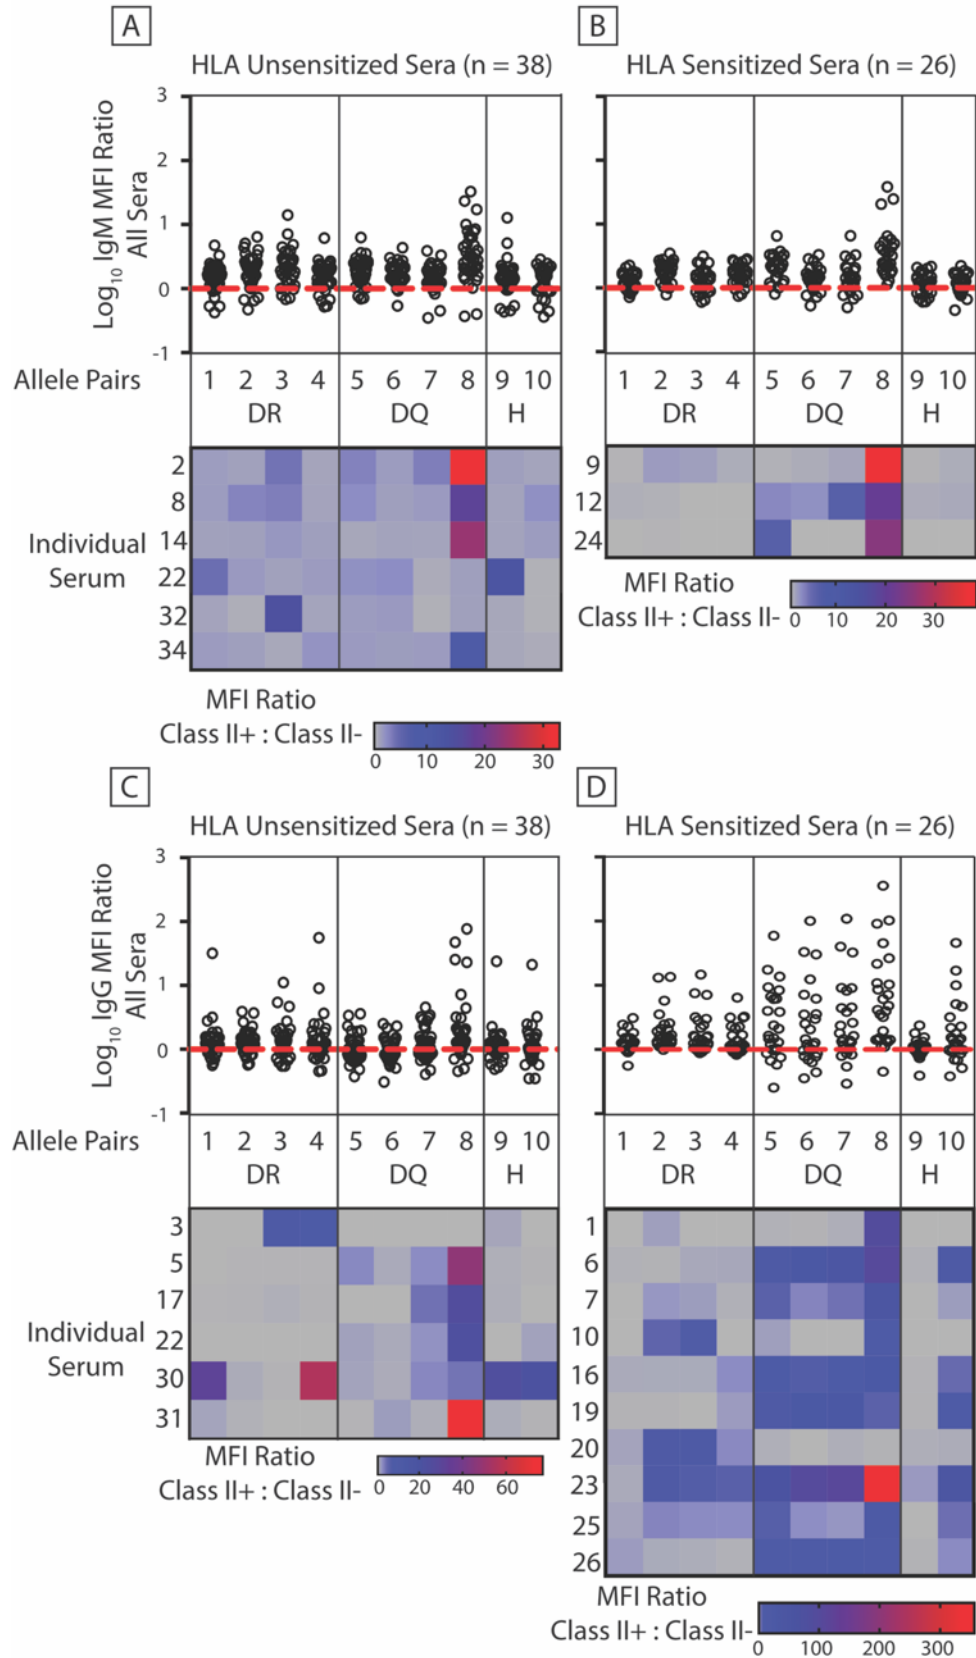 A
B
HLA Unsensitized Sera (n = 38)
HLA Sensitized Sera (n = 26)
Log10 IgM MFI Ratio
All Sera
3
2
1
0
-1
Allele Pairs
1 2 3 4 5 6 7 8 9 10
DR DQ H
1 2 3 4 5 6 7 8 9 10
DR DQ H
Individual
Serum
2
8
14
22
32
34
9
12
24
MFI Ratio
Class II+ : Class II-
0 10 20 30
MFI Ratio
Class II+ : Class II-
0 10 20 30
C
D
HLA Unsensitized Sera (n = 38)
HLA Sensitized Sera (n = 26)
Log10 IgG MFI Ratio
All Sera
3
2
1
0
-1
Allele Pairs
1 2 3 4 5 6 7 8 9 10
DR DQ H
1 2 3 4 5 6 7 8 9 10
DR DQ H
Individual
Serum
3
5
17
22
30
31
1
6
7
10
16
19
20
23
25
26
MFI Ratio
Class II+ : Class II-
0 20 40 60
MFI Ratio
Class II+ : Class II-
0 100 200 300